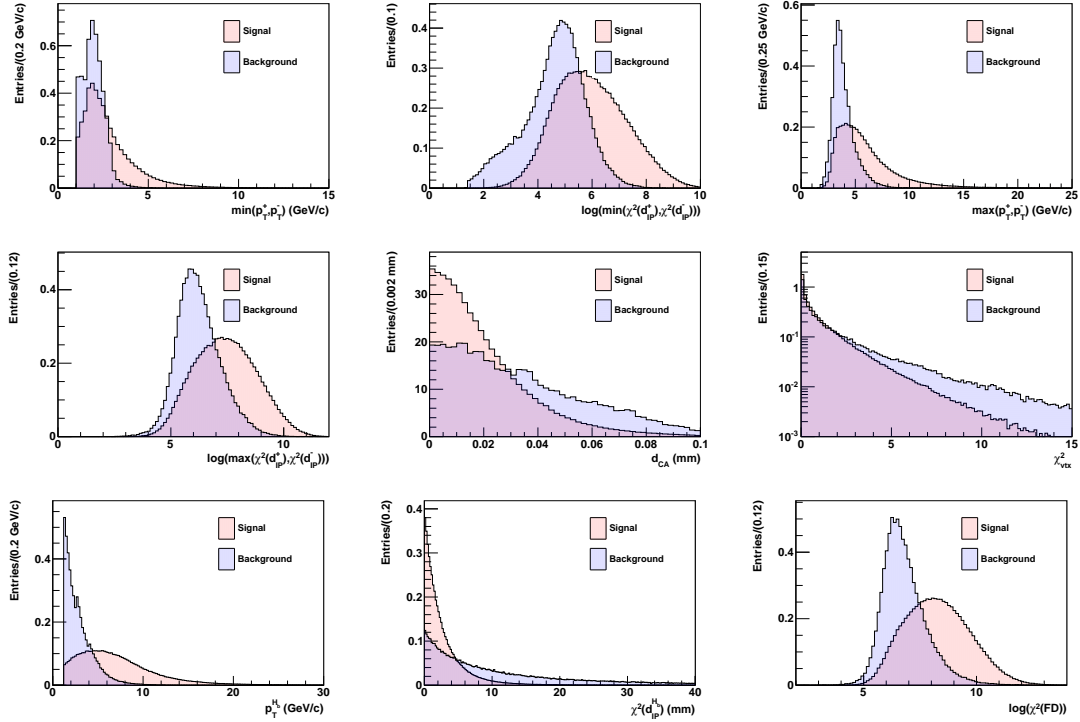 Entries/(0.2 GeV/c)
0.6
0.4
0.2
0
0 5 10 15
min(p_T^+,p_T^-) (GeV/c)
Signal
Background
Entries/(0.1)
0.4
0.3
0.2
0.1
0
0 2 4 6 8 10
log(min(χ²(d_IP^+),χ²(d_IP^-)))
Signal
Background
Entries/(0.25 GeV/c)
0.6
0.4
0.2
0.0
0 5 10 15 20 25
max(p_T^+,p_T^-) (GeV/c)
Signal
Background
Entries/(0.12)
0.4
0.2
0
0 5 10
log(max(χ²(d_IP^+),χ²(d_IP^-)))
Signal
Background
Entries/(0.002 mm)
30
20
10
0
0 0.02 0.04 0.06 0.08 0.1
d_CA (mm)
Signal
Background
Entries/(0.15)
1
10^-1
10^-2
10^-3
0 5 10 15
χ²_vtx
Signal
Background
Entries/(0.2 GeV/c)
0.4
0.2
0
0 10 20 30
(GeV/c)
Signal
Background
Entries/(0.2)
0.4
0.3
0.2
0.1
0
0 10 20 30 40
(mm)
Signal
Background
Entries/(0.12)
0.4
0.2
0
5 10
log(χ²(FD))
Signal
Background